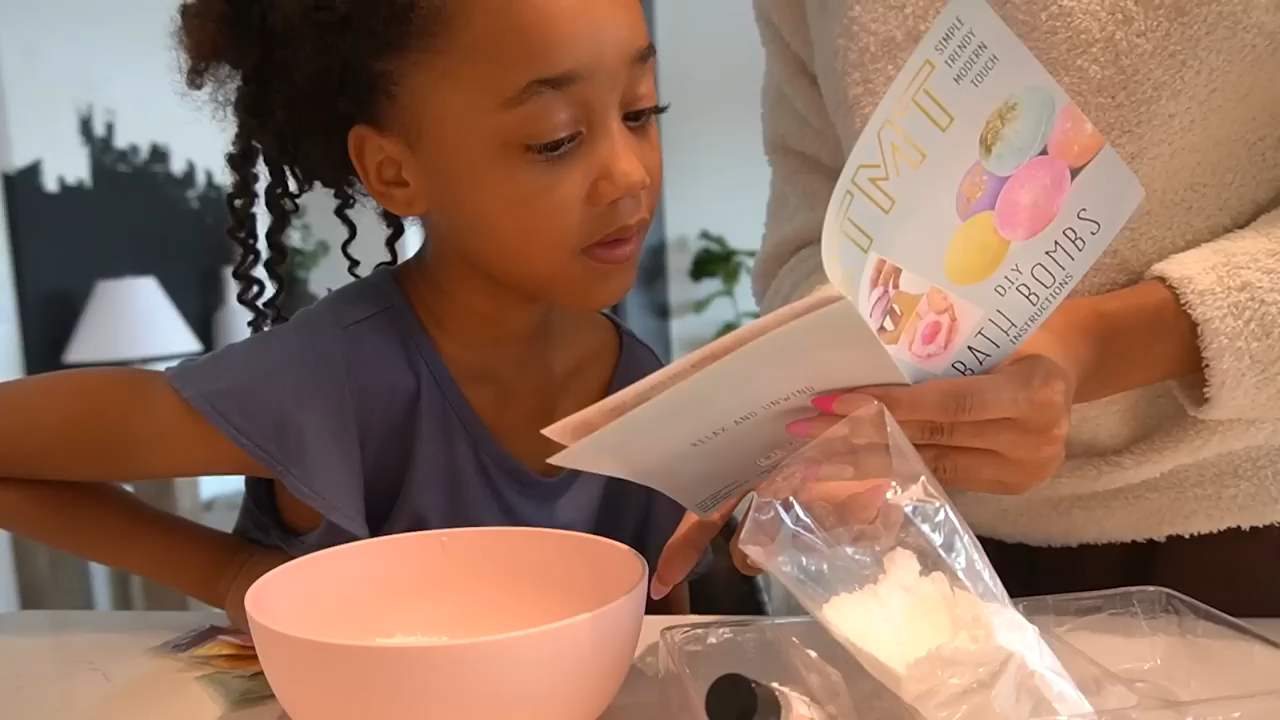 TMT
SIMPLE
TRENDY
MODERN
TOUCH
D.I.Y
BATH BOMBS
INSTRUCTIONS
RELAX AND UNWIND